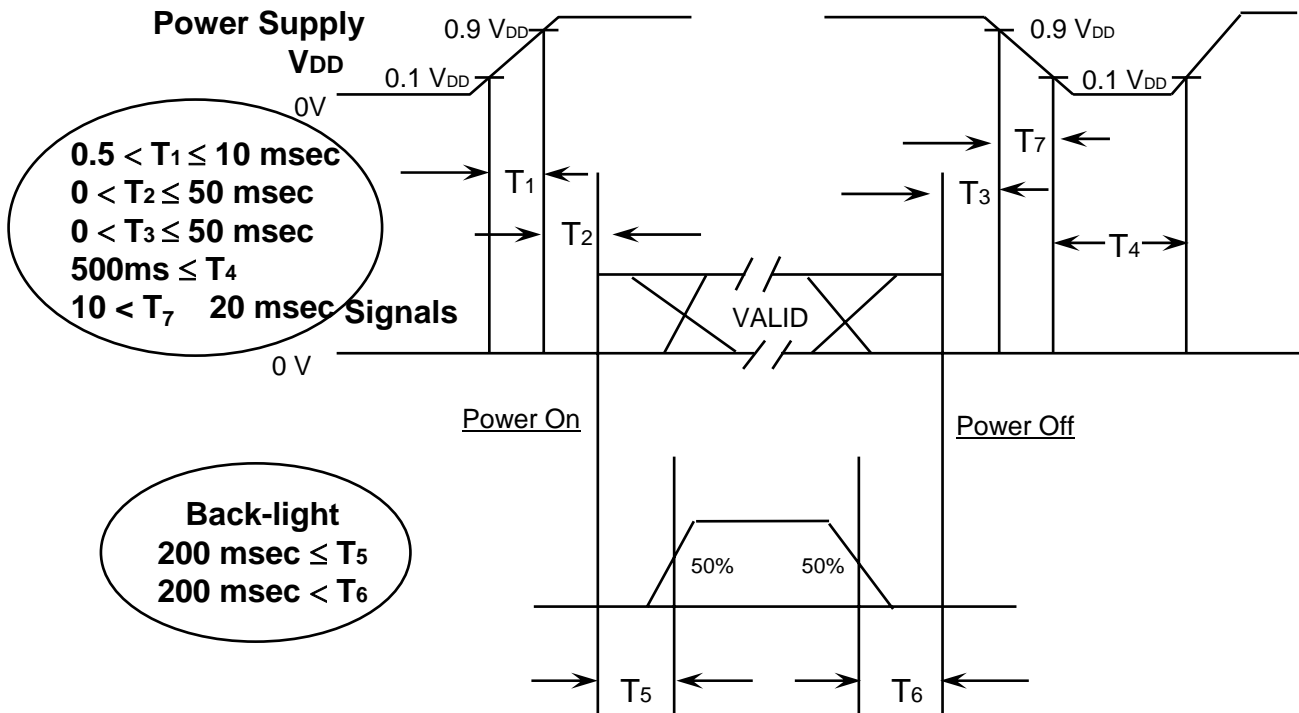 Power Supply
VDD
0.9 VDD
0.1 VDD
0V
0.9 VDD
0.1 VDD
0.5 < T1 ≤ 10 msec
0 < T2 ≤ 50 msec
0 < T3 ≤ 50 msec
500ms ≤ T4
10 < T7 20 msec
T1
T2
T7
T3
T4
Signals
VALID
0 V
Power On
Power Off
Back-light
200 msec ≤ T5
200 msec < T6
50%
50%
T5
T6